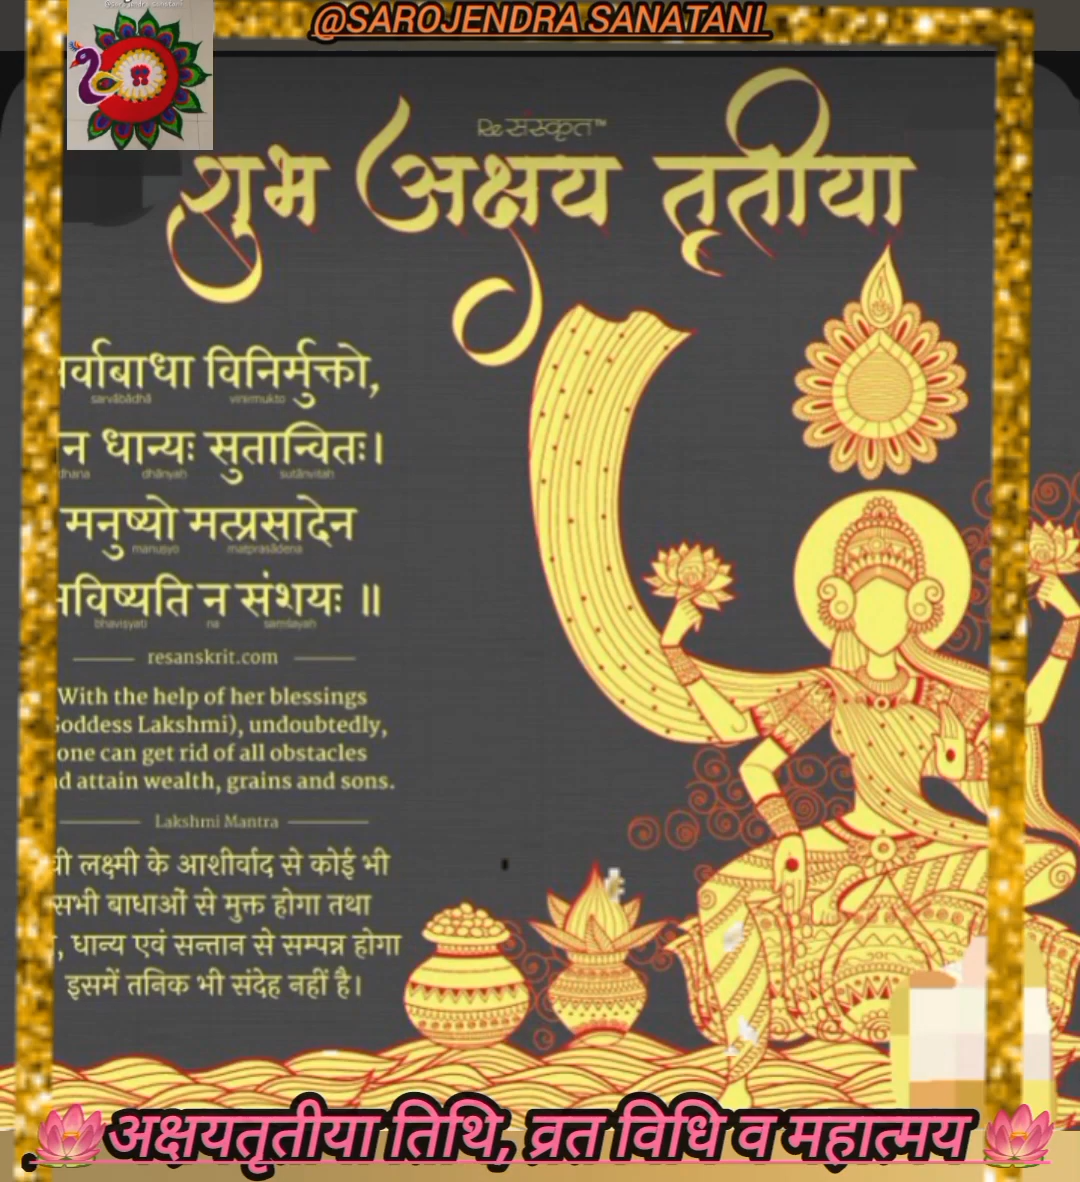 @SAROJENDRA SANATANI
Reसंस्कृत™
शुभ अक्षय तृतीया
र्वाबाधा विनिर्मुक्तो,
sarvābādhā vinirmukto
न धान्यः सुतान्वितः।
dhana dhānyaḥ sutānvitaḥ
मनुष्यो मत्प्रसादेन
manuṣyo matprasādena
विष्यति न संशयः ॥
bhaviṣyati na saṃśayaḥ
resanskrit.com
With the help of her blessings
oddess Lakshmi), undoubtedly,
one can get rid of all obstacles
d attain wealth, grains and sons.
Lakshmi Mantra
लक्ष्मी के आशीर्वाद से कोई भी
सभी बाधाओं से मुक्त होगा तथा
, धान्य एवं सन्तान से सम्पन्न होगा
इसमें तनिक भी संदेह नहीं है।
अक्षयतृतीया तिथि, व्रत विधि व महात्मय